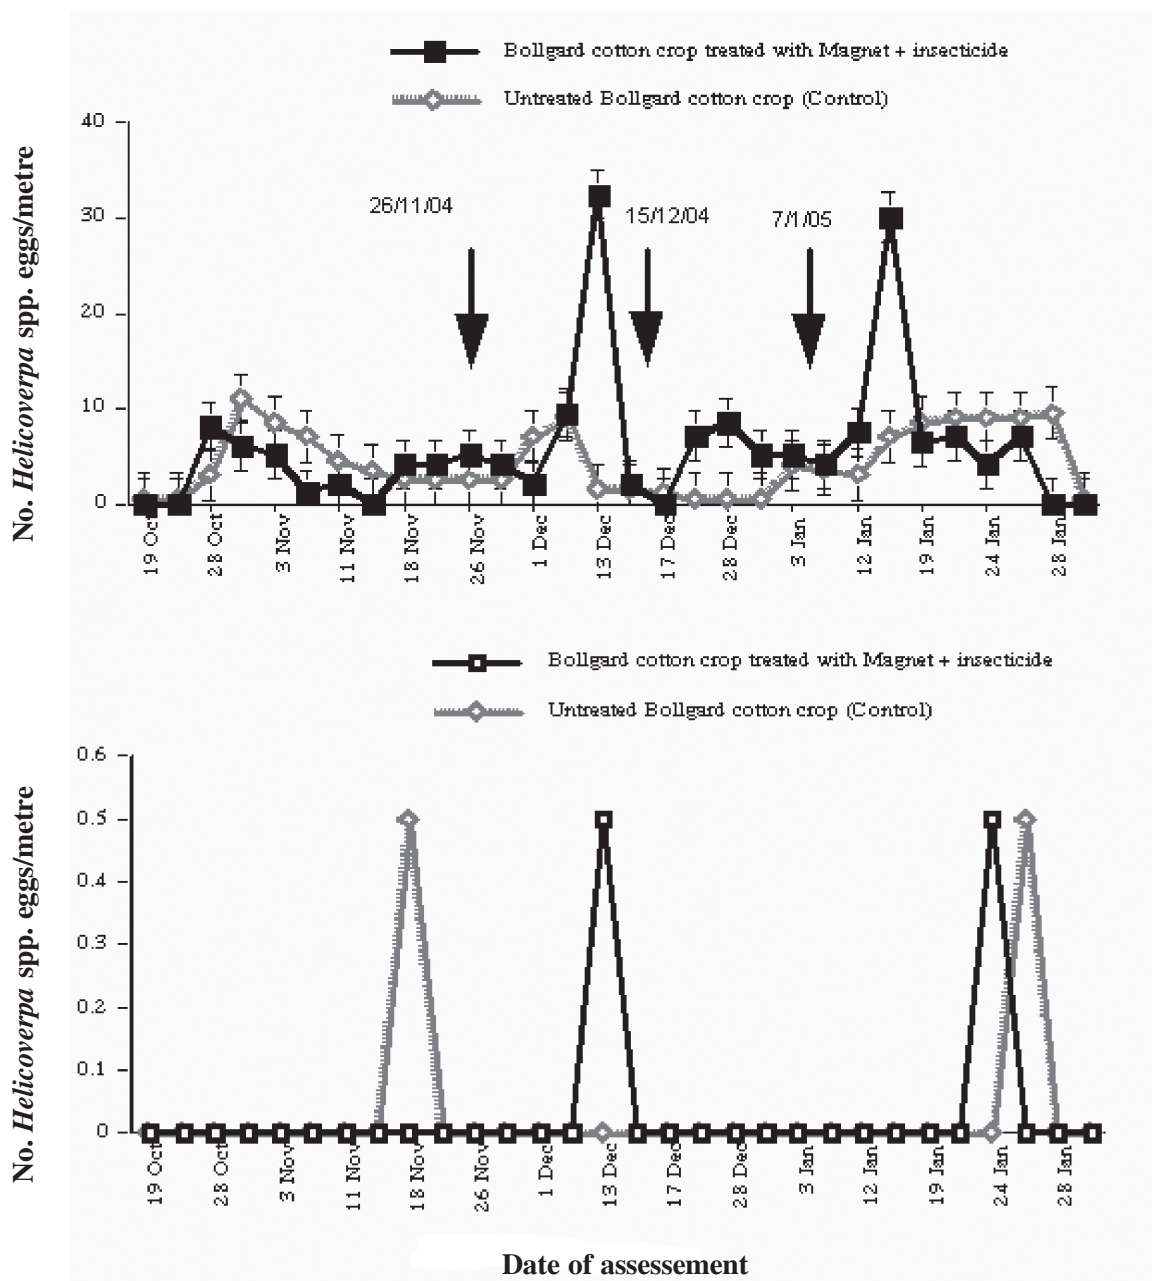 Bollgard cotton crop treated with Magnet + insecticide
Untreated Bollgard cotton crop (Control)
No. Helicoverpa spp. eggs/metre
40
30
20
10
0
26/11/04
15/12/04
7/1/05
19 Oct
28 Oct
3 Nov
11 Nov
18 Nov
26 Nov
1 Dec
13 Dec
17 Dec
28 Dec
3 Jan
12 Jan
19 Jan
24 Jan
28 Jan
Bollgard cotton crop treated with Magnet + insecticide
Untreated Bollgard cotton crop (Control)
No. Helicoverpa spp. eggs/metre
0.6
0.5
0.4
0.3
0.2
0.1
0
19 Oct
28 Oct
3 Nov
11 Nov
18 Nov
26 Nov
1 Dec
13 Dec
17 Dec
28 Dec
3 Jan
12 Jan
19 Jan
24 Jan
28 Jan
Date of assessement